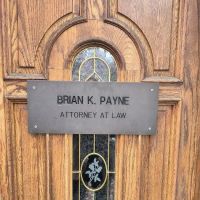 BRIAN K. PAYNE
ATTORNEY AT LAW